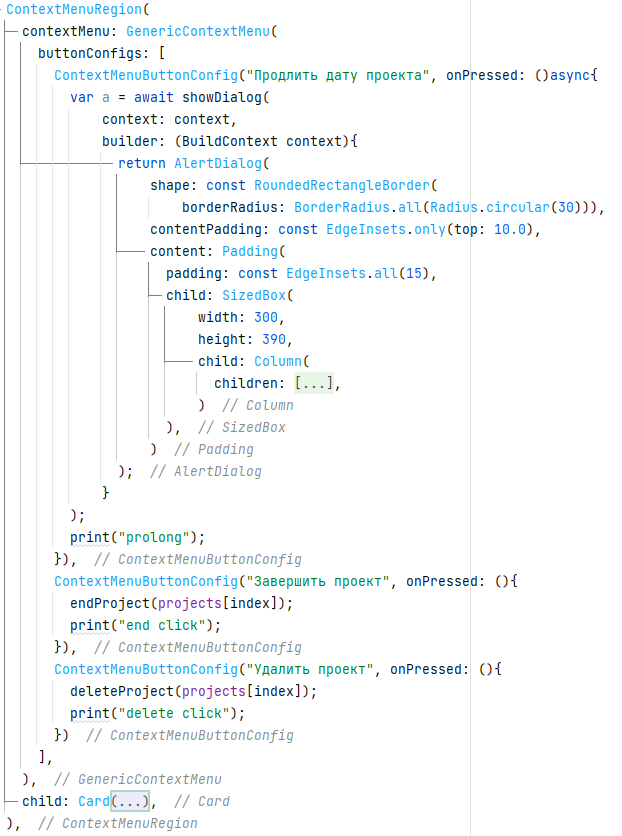 ContextMenuRegion(
contextMenu: GenericContextMenu(
buttonConfigs: [
ContextMenuButtonConfig("Продлить дату проекта", onPressed: ()async{
var a = await showDialog(
context: context,
builder: (BuildContext context){
return AlertDialog(
shape: const RoundedRectangleBorder(
borderRadius: BorderRadius.all(Radius.circular(30))),
contentPadding: const EdgeInsets.only(top: 10.0),
content: Padding(
padding: const EdgeInsets.all(15),
child: SizedBox(
width: 300,
height: 390,
child: Column(
children: [...],
) // Column
), // SizedBox
) // Padding
); // AlertDialog
}
);
print("prolong");
}), // ContextMenuButtonConfig
ContextMenuButtonConfig("Завершить проект", onPressed: (){
endProject(projects[index]);
print("end click");
}), // ContextMenuButtonConfig
ContextMenuButtonConfig("Удалить проект", onPressed: (){
deleteProject(projects[index]);
print("delete click");
}) // ContextMenuButtonConfig
],
), // GenericContextMenu
child: Card(...), // Card
), // ContextMenuRegion